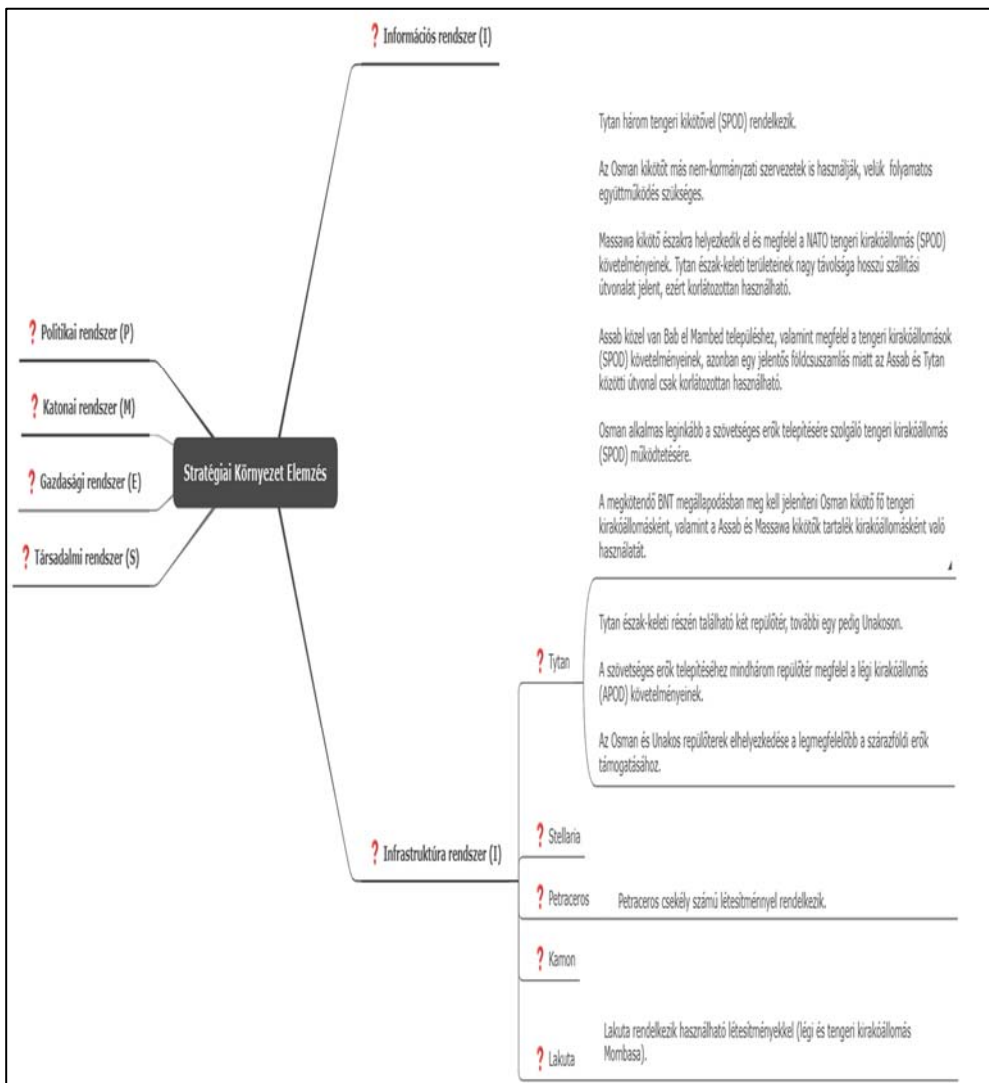 Információs rendszer (I)
Politikai rendszer (P)
Katonai rendszer (M)
Gazdasági rendszer (E)
Társadalmi rendszer (S)
Stratégiai Környezet Elemzés
Infrastruktúra rendszer (I)
Tytan
Tytan három tengeri kikötővel (SPOD) rendelkezik.
Az Osman kikötőt más nem-kormányzati szervezetek is használják, velük folyamatos
együttműködés szükséges.
Massawa kikötő északra helyezkedik el és megfelel a NATO tengeri kirakóállomás (SPOD)
követelményeinek. Tytan észak-keleti területeinek nagy távolsága hosszú szállítási
útvonalat jelent, ezért korlátozottan használható.
Assab közel van Bab el Mambed településhez, valamint megfelel a tengeri kirakóállomások
(SPOD) követelményeinek, azonban egy jelentős földcsuszamlás miatt az Assab és Tytan
közötti útvonal csak korlátozottan használható.
Osman alkalmas leginkább a szövetséges erők telepítésére szolgáló tengeri kirakóállomás
(SPOD) működtetésére.
A megkötendő BNT megállapodásban meg kell jeleníteni Osman kikötő fő tengeri
kirakóállomásként, valamint a Assab és Massawa kikötők tartalék kirakóállomásként való
használatát.
Tytan észak-keleti részén található két repülőtér, további egy pedig Unakoson.
A szövetséges erők telepítéséhez mindhárom repülőtér megfelel a légi kirakóállomás
(APOD) követelményeinek.
Az Osman és Unakos repülőterek elhelyezkedése a legmegfelelőbb a szárazföldi erők
támogatásához.
Stellaria
Petraceros
Petraceros csekély számú létesítménnyel rendelkezik.
Kamon
Lakuta
Lakuta rendelkezik használható létesítményekkel (légi és tengeri kirakóállomás
Mombasa).